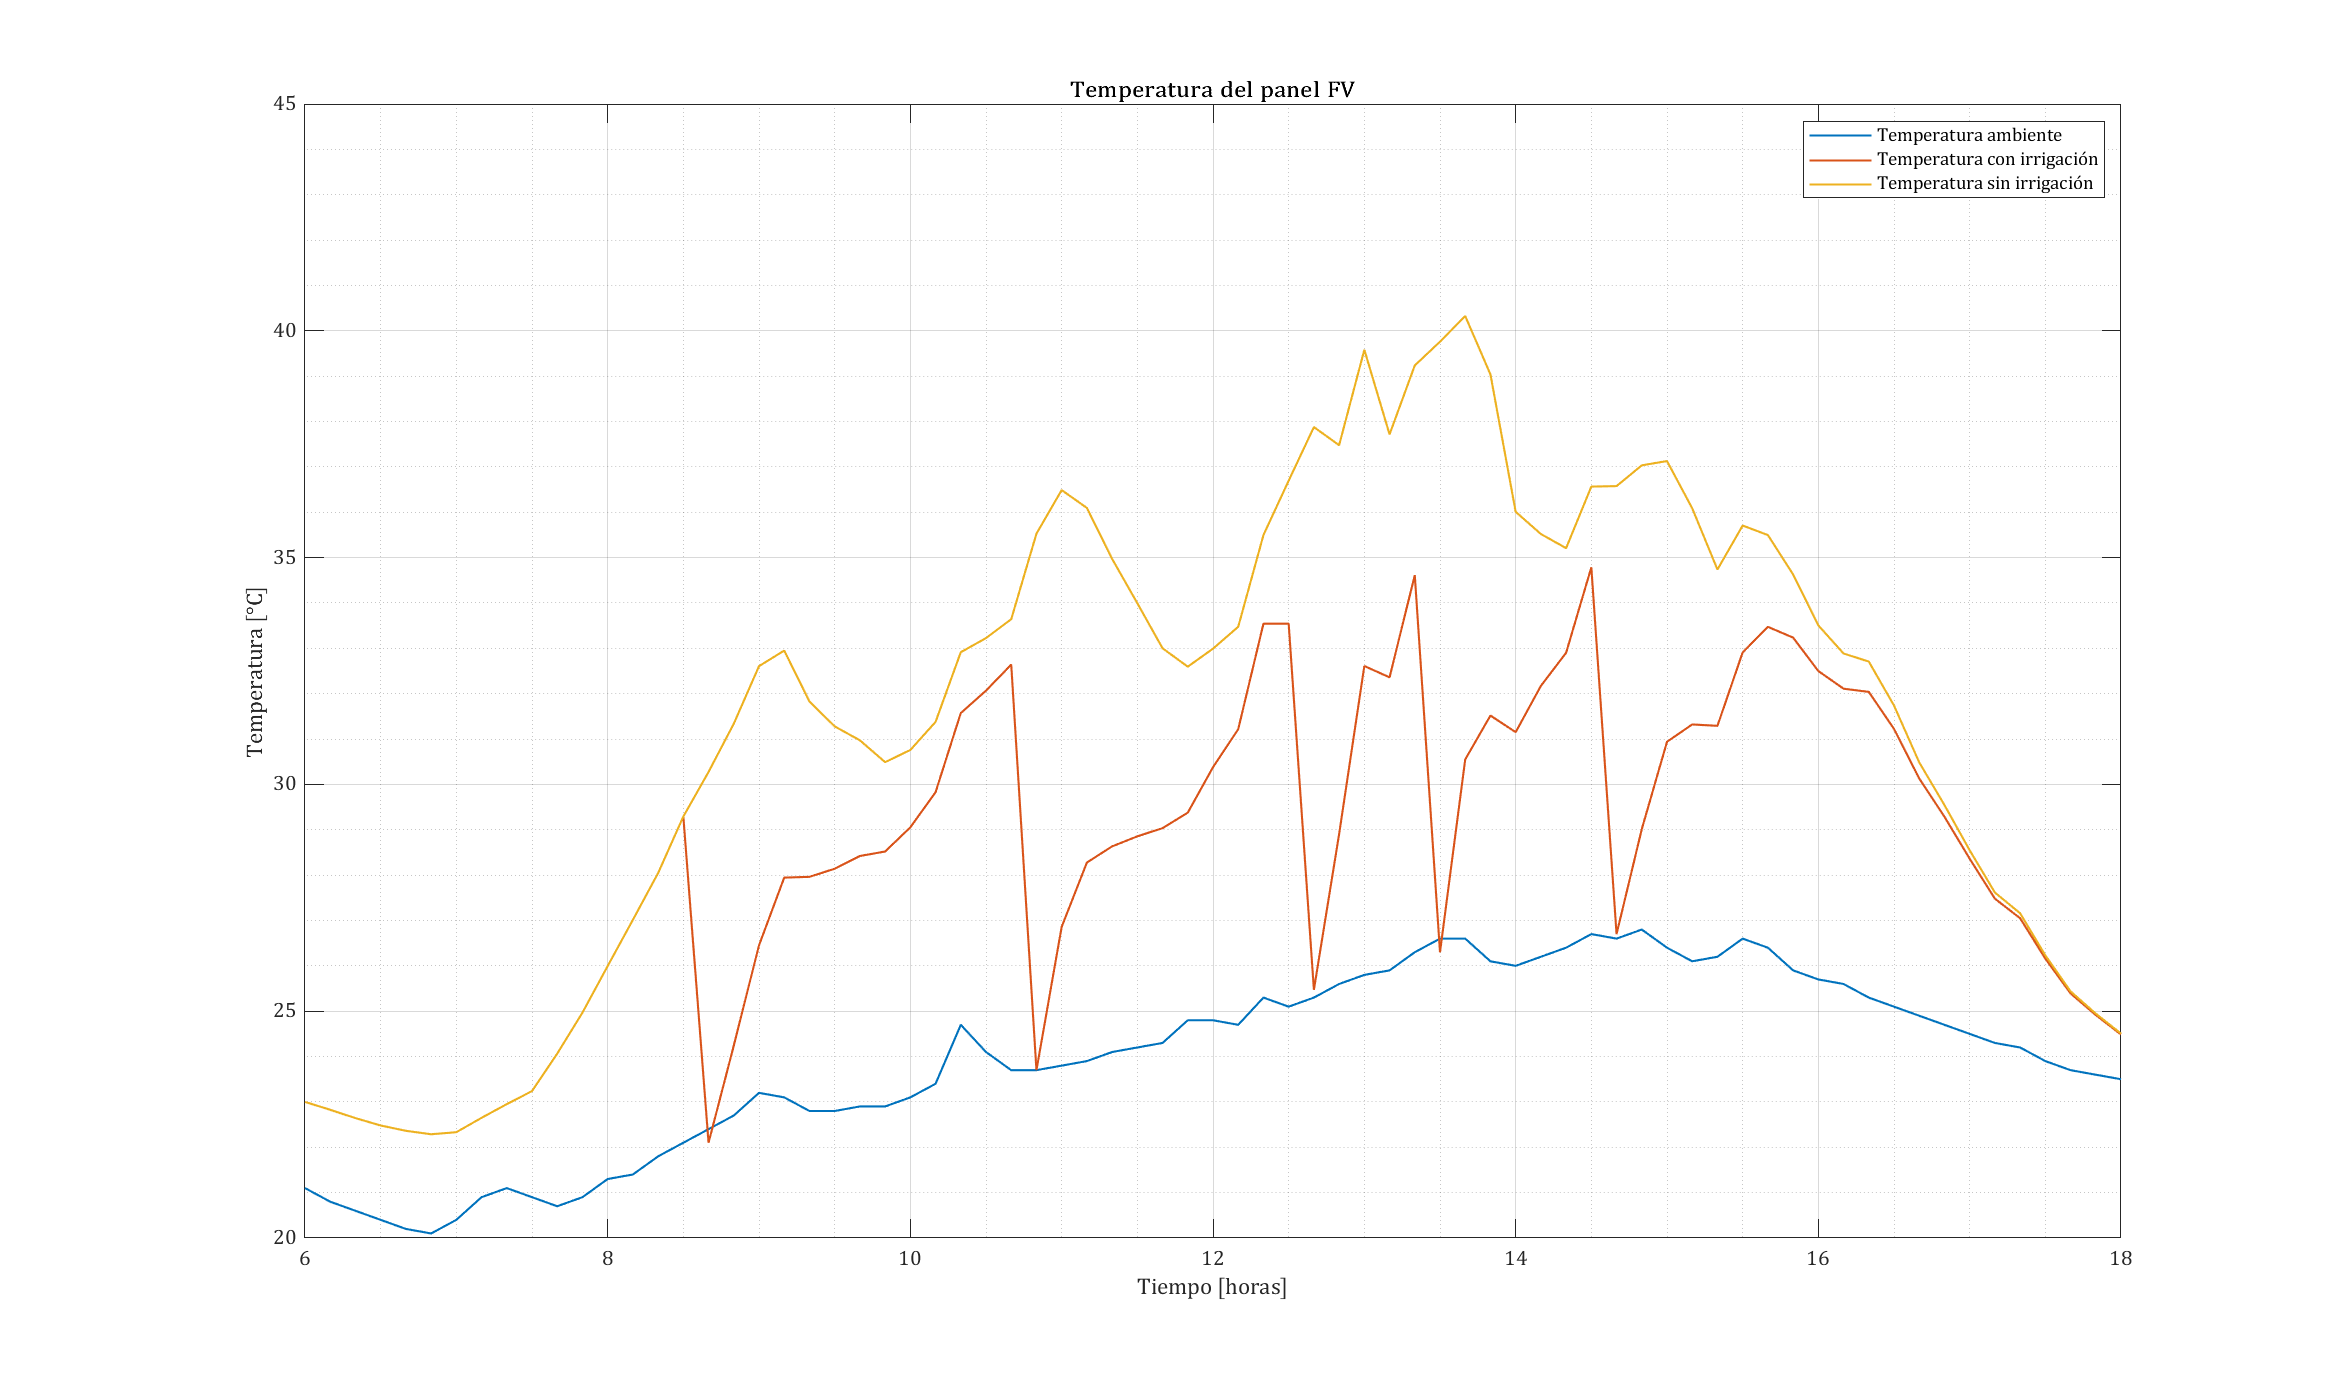 Temperatura del panel FV
45
40
35
30
25
20
Temperatura [°C]
Temperatura ambiente
Temperatura con irrigación
Temperatura sin irrigación
6 8 10 12 14 16 18
Tiempo [horas]